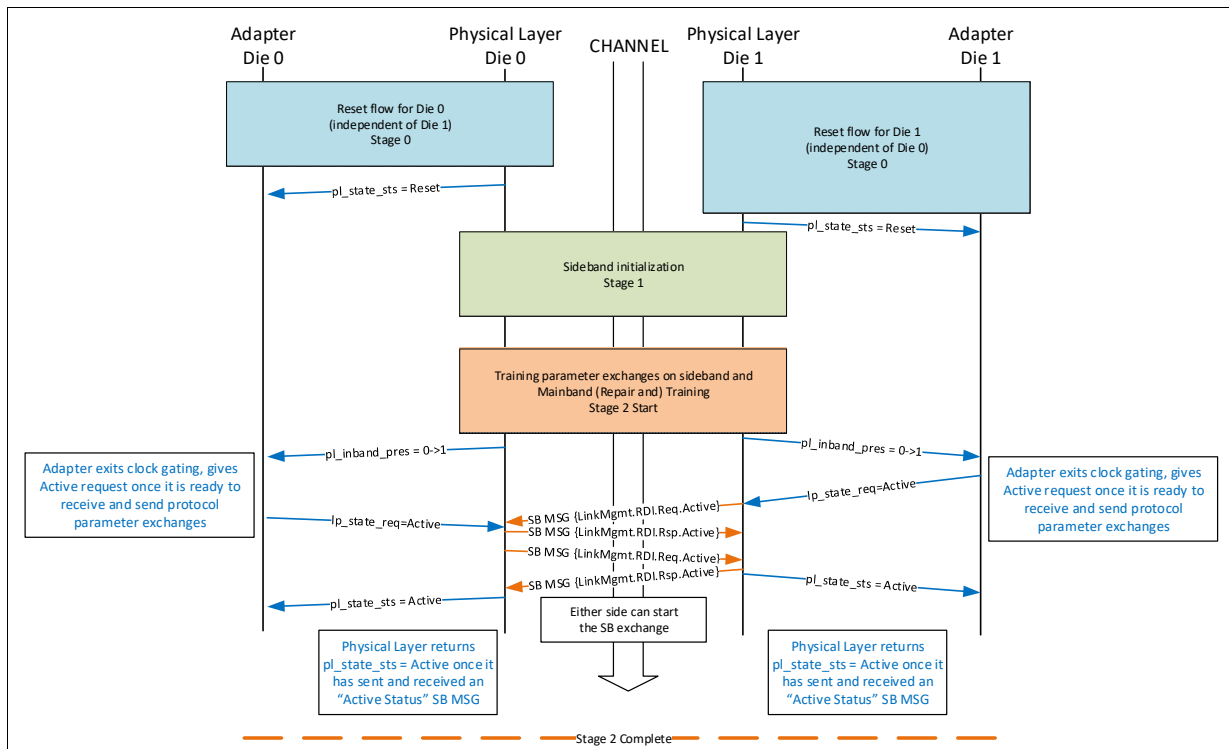 Adapter
Die 0
Physical Layer
Die 0
CHANNEL
Physical Layer
Die 1
Adapter
Die 1
Reset flow for Die 0
(independent of Die 1)
Stage 0
Reset flow for Die 1
(independent of Die 0)
Stage 0
pl_state_sts = Reset
pl_state_sts = Reset
Sideband initialization
Stage 1
Training parameter exchanges on sideband and
Mainband (Repair and) Training
Stage 2 Start
pl_inband_pres = 0->1
pl_inband_pres = 0->1
Adapter exits clock gating, gives
Active request once it is ready to
receive and send protocol
parameter exchanges
Adapter exits clock gating, gives
Active request once it is ready to
receive and send protocol
parameter exchanges
lp_state_req=Active
lp_state_req=Active
SB MSG {LinkMgmt.RDI.Req.Active}
SB MSG {LinkMgmt.RDI.Rsp.Active}
SB MSG {LinkMgmt.RDI.Req.Active}
SB MSG {LinkMgmt.RDI.Rsp.Active}
pl_state_sts = Active
pl_state_sts = Active
Either side can start
the SB exchange
Physical Layer returns
pl_state_sts = Active once it
has sent and received an
“Active Status” SB MSG
Physical Layer returns
pl_state_sts = Active once it
has sent and received an
“Active Status” SB MSG
Stage 2 Complete